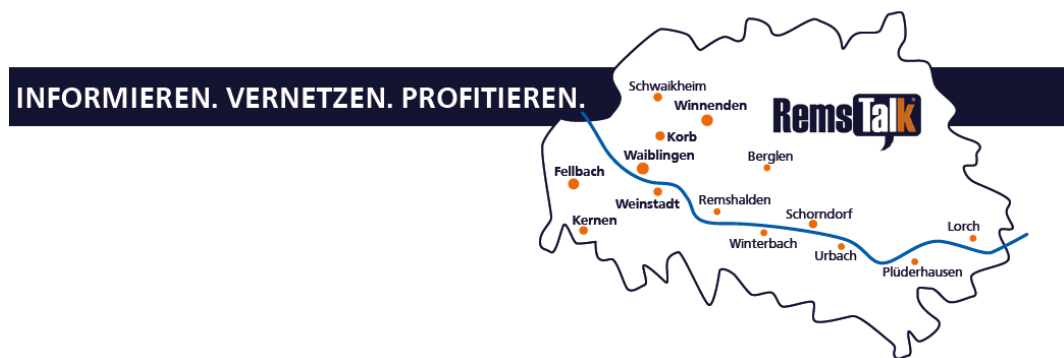 INFORMIEREN. VERNETZEN. PROFITIEREN.
Schwaikheim
Winnenden
RemsTalk
Korb
Waiblingen
Berglen
Fellbach
Weinstadt
Remshalden
Kernen
Schorndorf
Winterbach
Urbach
Lorch
Plüderhausen